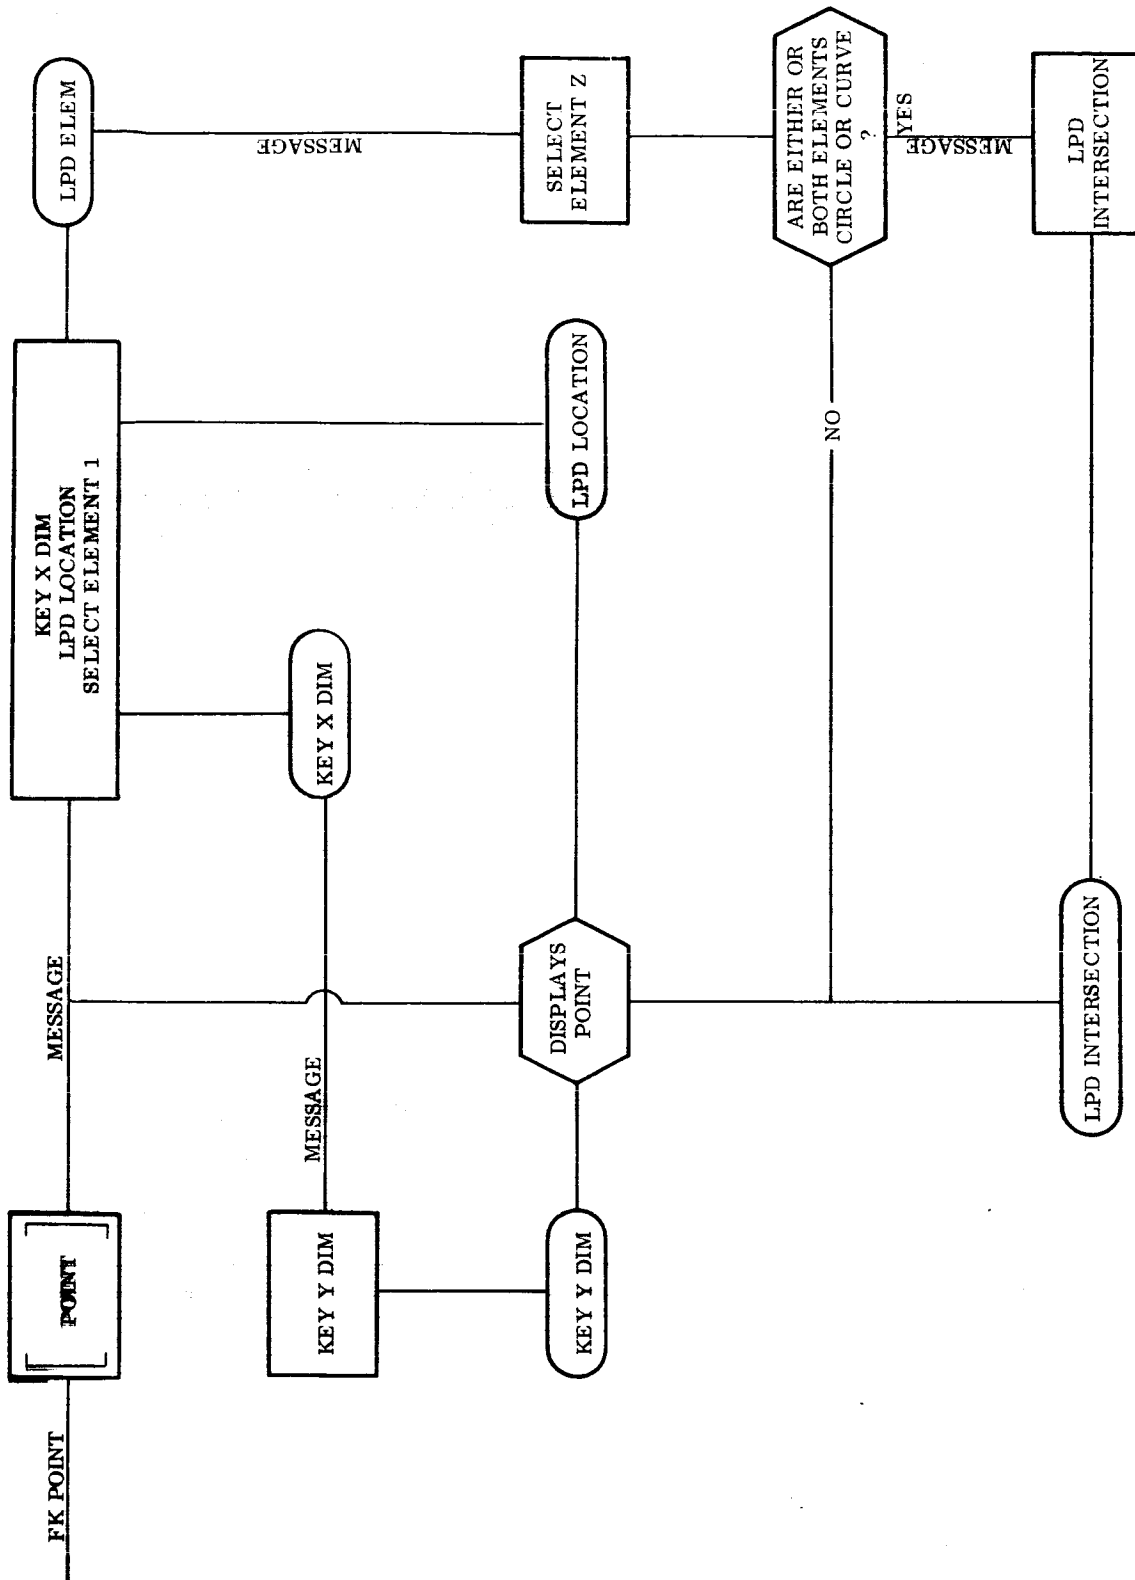 FK POINT
POINT
MESSAGE
KEY X DIM
LPD LOCATION
SELECT ELEMENT 1
LPD ELEM
MESSAGE
KEY Y DIM
MESSAGE
KEY X DIM
KEY Y DIM
DISPLAYS
POINT
LPD LOCATION
SELECT
ELEMENT Z
NO
ARE EITHER OR
BOTH ELEMENTS
CIRCLE OR CURVE
?
YES
MESSAGE
LPD INTERSECTION
LPD
INTERSECTION